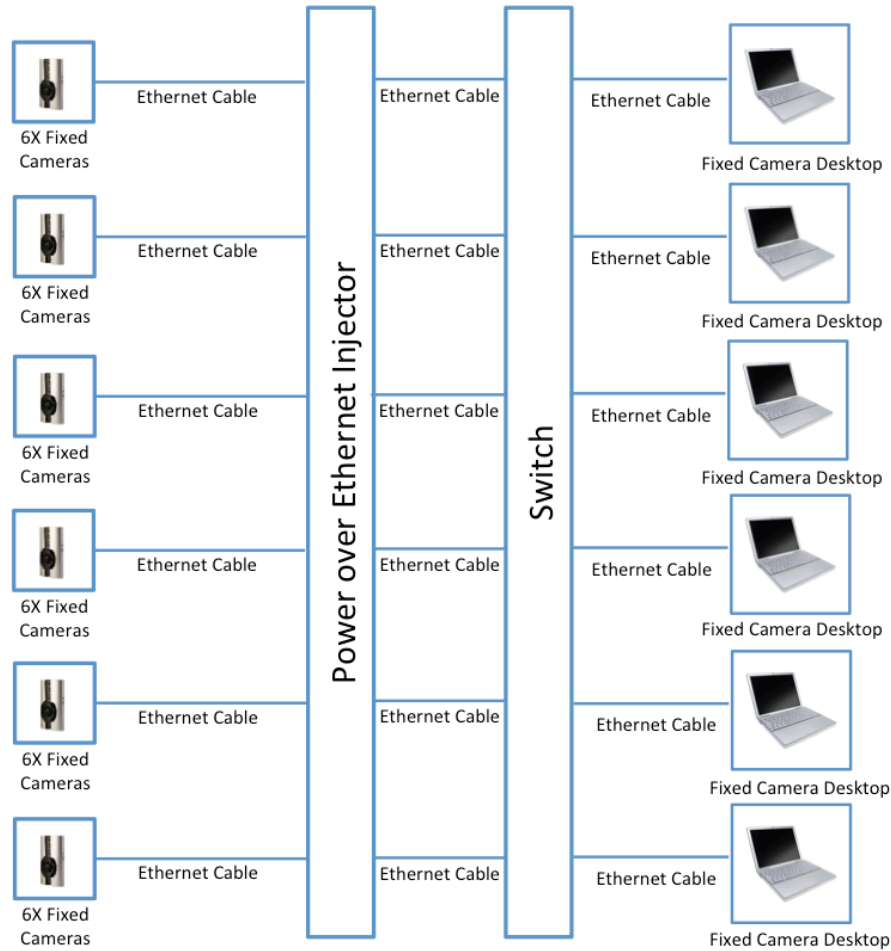 Ethernet Cable
Ethernet Cable
Ethernet Cable
6X Fixed
Cameras
Fixed Camera Desktop
Ethernet Cable
Ethernet Cable
Ethernet Cable
6X Fixed
Cameras
Fixed Camera Desktop
Power over Ethernet Injector
Switch
Ethernet Cable
Ethernet Cable
Ethernet Cable
6X Fixed
Cameras
Fixed Camera Desktop
Ethernet Cable
Ethernet Cable
Ethernet Cable
6X Fixed
Cameras
Fixed Camera Desktop
Ethernet Cable
Ethernet Cable
Ethernet Cable
6X Fixed
Cameras
Fixed Camera Desktop
Ethernet Cable
Ethernet Cable
Ethernet Cable
6X Fixed
Cameras
Fixed Camera Desktop